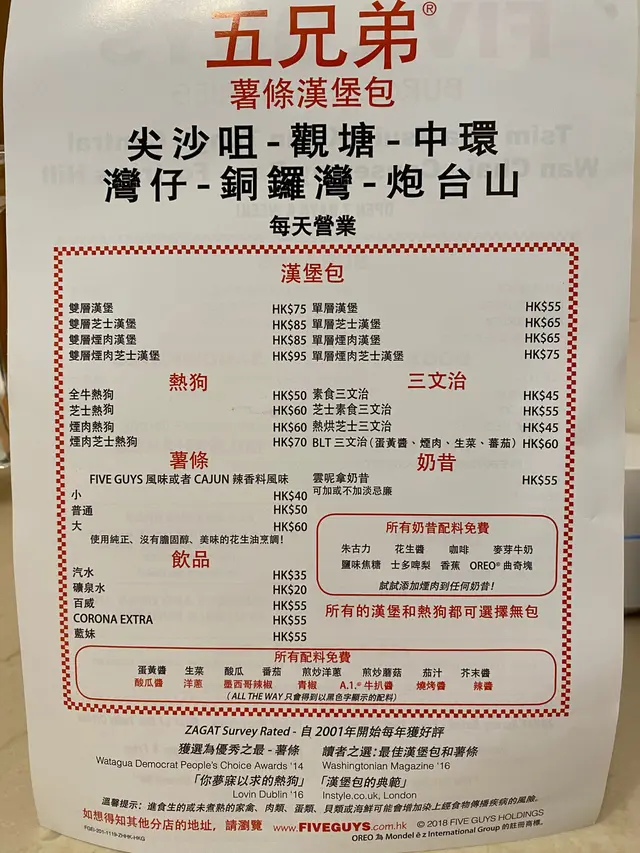 五兄弟®
薯條漢堡包
尖沙咀-觀塘-中環
灣仔-銅鑼灣-炮台山
每天營業
漢堡包
雙層漢堡 HK$75 單層漢堡 HK$55
雙層芝士漢堡 HK$85 單層芝士漢堡 HK$65
雙層煙肉漢堡 HK$85 單層煙肉漢堡 HK$65
雙層煙肉芝士漢堡 HK$95 單層煙肉芝士漢堡 HK$75
熱狗
全牛熱狗 HK$50
芝士熱狗 HK$60
煙肉熱狗 HK$60
煙肉芝士熱狗 HK$70
三文治
素食三文治 HK$45
芝士素食三文治 HK$55
熱烘芝士三文治 HK$45
BLT 三文治(蛋黃醬、煙肉、生菜、蕃茄) HK$60
薯條
FIVE GUYS 風味或者 CAJUN 辣香料風味
小 HK$40
普通 HK$50
大 HK$60
使用純正、沒有膽固醇、美味的花生油烹調!
奶昔
雲呢拿奶昔 HK$55
可加或不加淡忌廉
所有奶昔配料免費
朱古力 花生醬 咖啡 麥芽牛奶
鹽味焦糖 士多啤梨 香蕉 OREO® 曲奇塊
試試添加煙肉到任何奶昔!
飲品
汽水 HK$35
礦泉水 HK$20
百威 HK$55
CORONA EXTRA HK$55
藍妹 HK$55
所有的漢堡和熱狗都可選擇無包
所有配料免費
蛋黃醬 生菜 酸瓜 番茄 煎炒洋蔥 煎炒蘑菇 茄汁 芥末醬
酸瓜醬 洋蔥 墨西哥辣椒 青椒 A.1.® 牛扒醬 燒烤醬 辣醬
(ALL THE WAY 只會得到以黑色字顯示的配料)
ZAGAT Survey Rated - 自 2001年開始每年獲好評
獲選為優秀之最 - 薯條
Watauga Democrat People's Choice Awards '14
讀者之選:最佳漢堡包和薯條
Washingtonian Magazine '16
「你夢寐以求的熱狗」
Lovin Dublin '16
「漢堡包的典範」
Instyle.co.uk, London
溫馨提示:進食生的或未煮熟的家禽、肉類、蛋類、貝類或海鮮可能會增加染上經食物傳播疾病的風險。
如想得知其他分店的地址,請瀏覽 www.FIVEGUYS.com.hk
© 2018 FIVE GUYS HOLDINGS
OREO 為 Mondel ē z International Group 的註冊商標。
FGEI-201-1119-ZHHK-HKG